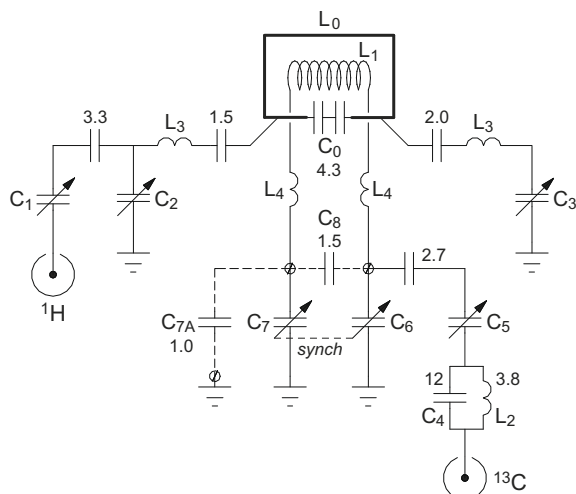 L₀
L₁
3.3
L₃
1.5
2.0
L₃
C₀
4.3
C₁
C₂
L₄
L₄
C₃
C₈
1.5
2.7
¹H
C₇A
1.0
C₇
synch
C₆
C₅
12
3.8
C₄
L₂
¹³C